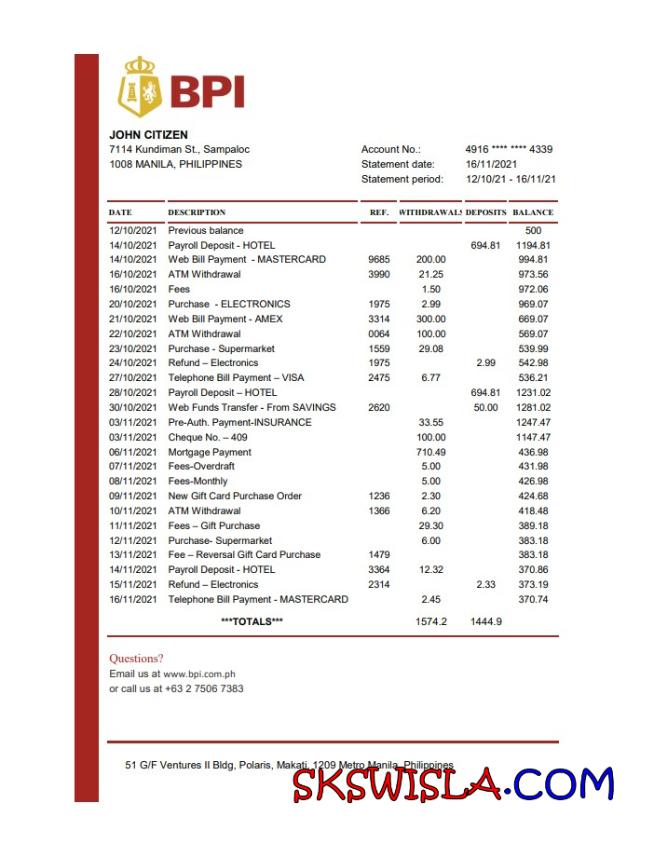 BPI
JOHN CITIZEN
7114 Kundiman St., Sampaloc Account No.: 4916 **** **** 4339
1008 MANILA, PHILIPPINES Statement date: 16/11/2021
Statement period: 12/10/21 - 16/11/21
DATE DESCRIPTION REF. WITHDRAWALS DEPOSITS BALANCE
12/10/2021 Previous balance 500
14/10/2021 Payroll Deposit - HOTEL 694.81 1194.81
14/10/2021 Web Bill Payment - MASTERCARD 9685 200.00 994.81
16/10/2021 ATM Withdrawal 3990 21.25 973.56
16/10/2021 Fees 1.50 972.06
20/10/2021 Purchase - ELECTRONICS 1975 2.99 969.07
21/10/2021 Web Bill Payment - AMEX 3314 300.00 669.07
22/10/2021 ATM Withdrawal 0064 100.00 569.07
23/10/2021 Purchase - Supermarket 1559 29.08 539.99
24/10/2021 Refund – Electronics 1975 2.99 542.98
27/10/2021 Telephone Bill Payment – VISA 2475 6.77 536.21
28/10/2021 Payroll Deposit – HOTEL 694.81 1231.02
30/10/2021 Web Funds Transfer - From SAVINGS 2620 50.00 1281.02
03/11/2021 Pre-Auth. Payment-INSURANCE 33.55 1247.47
03/11/2021 Cheque No. – 409 100.00 1147.47
06/11/2021 Mortgage Payment 710.49 436.98
07/11/2021 Fees-Overdraft 5.00 431.98
08/11/2021 Fees-Monthly 5.00 426.98
09/11/2021 New Gift Card Purchase Order 1236 2.30 424.68
10/11/2021 ATM Withdrawal 1366 6.20 418.48
11/11/2021 Fees – Gift Purchase 29.30 389.18
12/11/2021 Purchase- Supermarket 6.00 383.18
13/11/2021 Fee – Reversal Gift Card Purchase 1479 383.18
14/11/2021 Payroll Deposit - HOTEL 3364 12.32 370.86
15/11/2021 Refund – Electronics 2314 2.33 373.19
16/11/2021 Telephone Bill Payment - MASTERCARD 2.45 370.74
***TOTALS*** 1574.2 1444.9
Questions?
Email us at www.bpi.com.ph
or call us at +63 2 7506 7383
51 G/F Ventures II Bldg, Polaris, Makati, 1209 Metro Manila, Philippines
SKSWISLA.COM